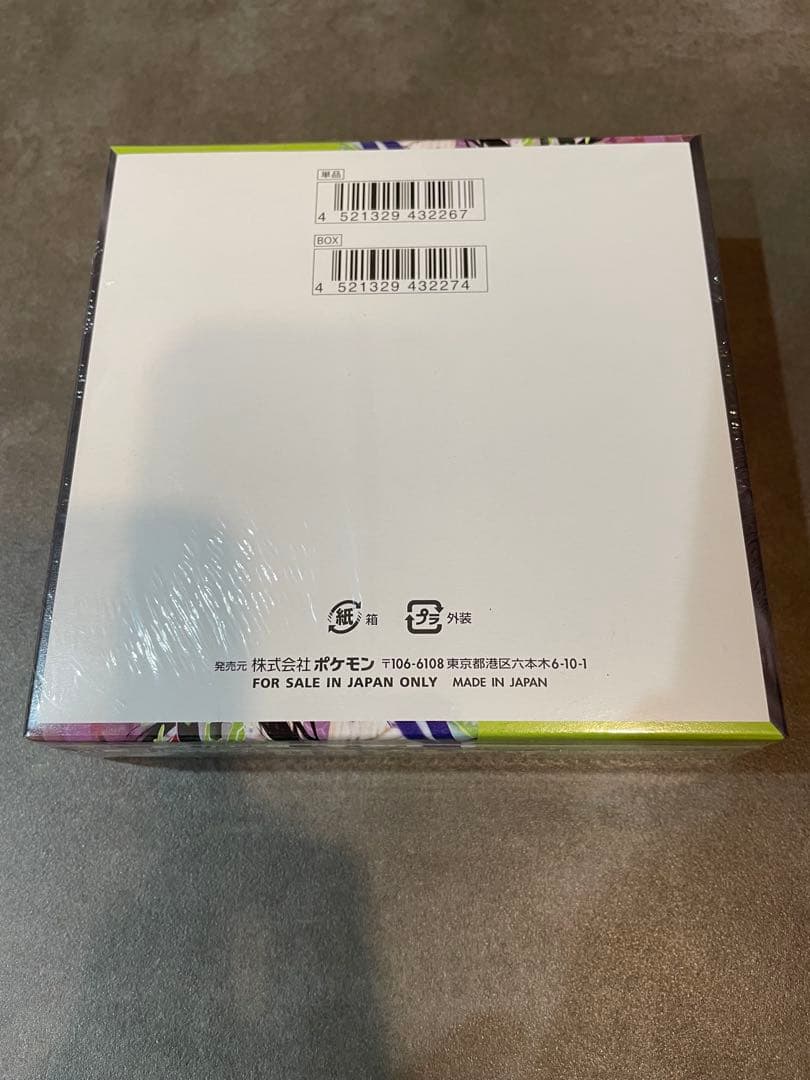 単品
4 521329 432267
BOX
4 521329 432274
紙 箱 プラ 外装
発売元 株式会社ポケモン 〒106-6108 東京都港区六本木6-10-1
FOR SALE IN JAPAN ONLY MADE IN JAPAN